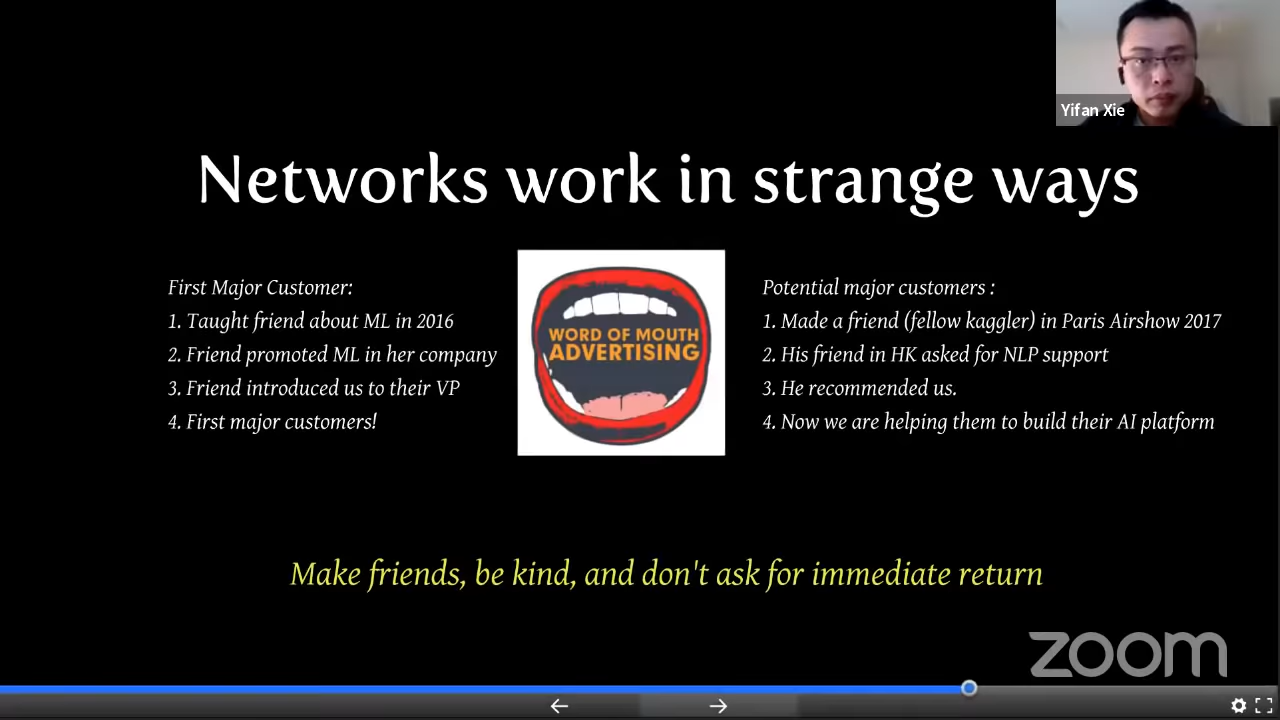 Yifan Xie
Networks work in strange ways
First Major Customer:
1. Taught friend about ML in 2016
2. Friend promoted ML in her company
3. Friend introduced us to their VP
4. First major customers!
WORD OF MOUTH
ADVERTISING
Potential major customers :
1. Made a friend (fellow kaggler) in Paris Airshow 2017
2. His friend in HK asked for NLP support
3. He recommended us.
4. Now we are helping them to build their AI platform
Make friends, be kind, and don't ask for immediate return
zoom